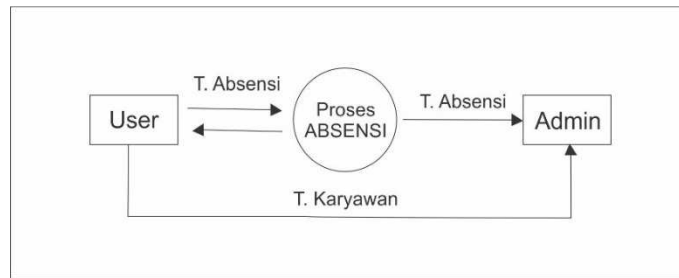 T. Absensi
User
Proses
ABSENSI
T. Absensi
Admin
T. Karyawan